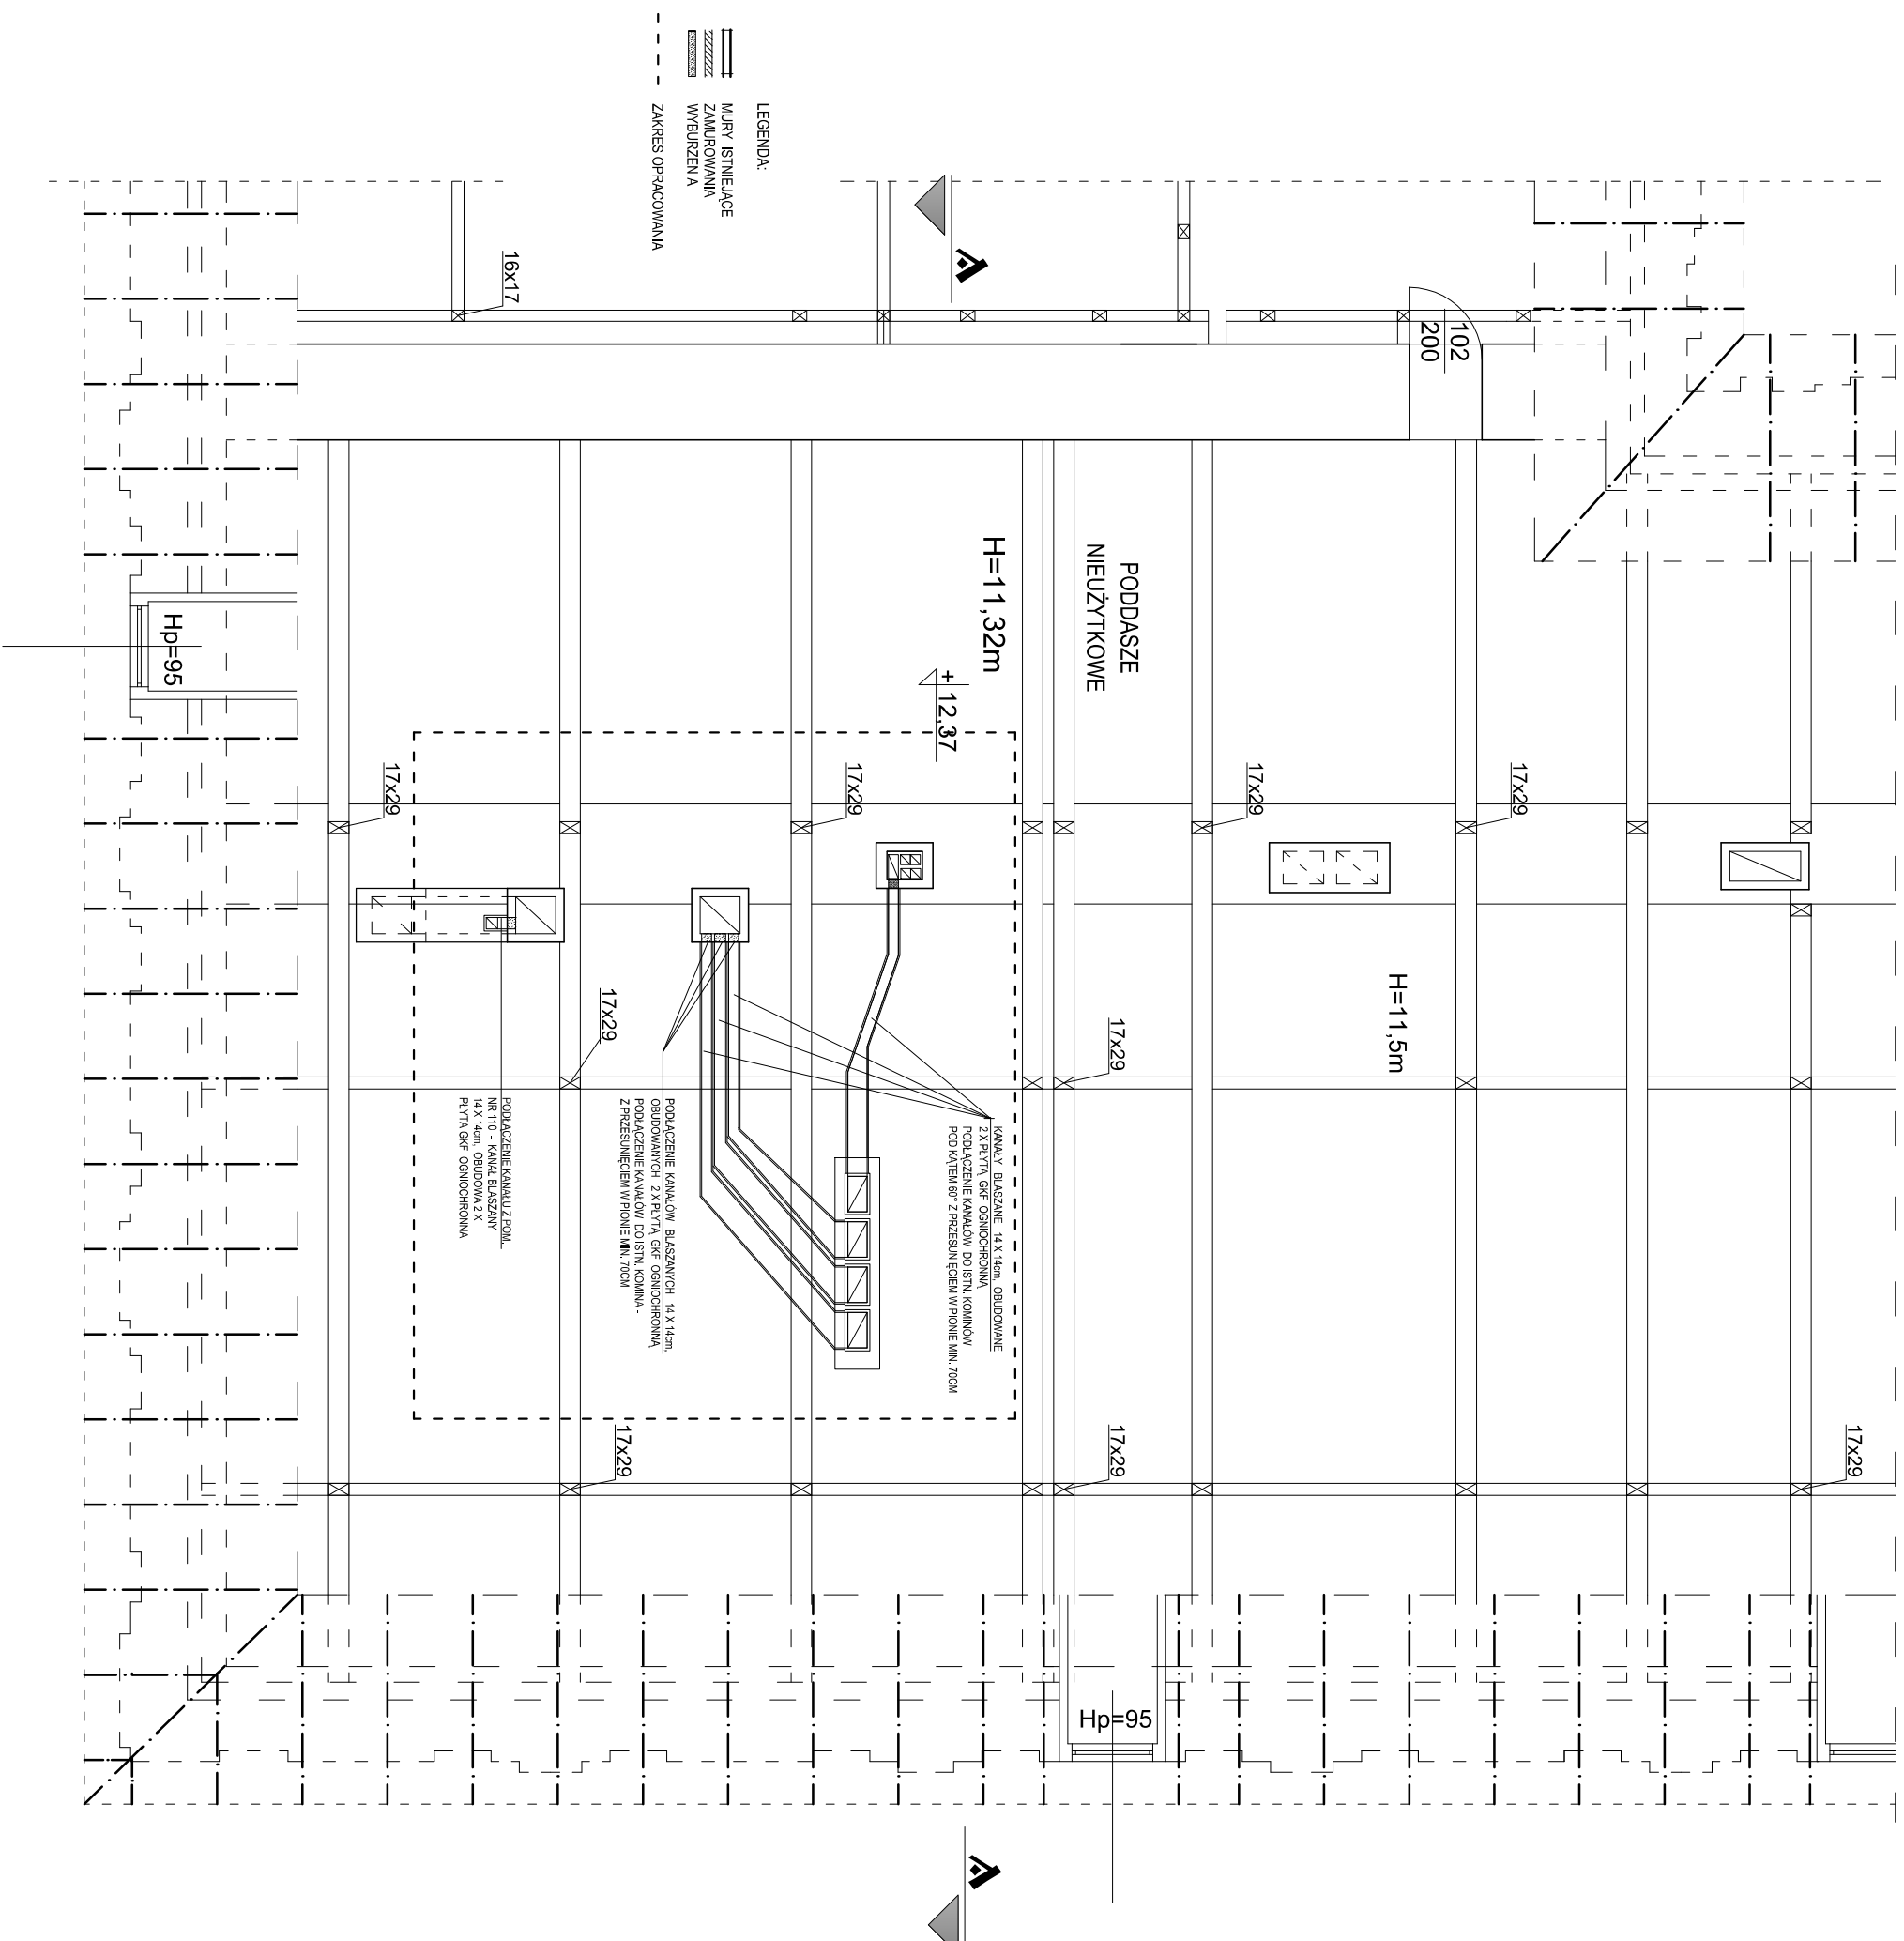 LEGENDA:
MURY ISTNIEJĄCE
ZAMUROWANIA
WYBURZENIA
ZAKRES OPRACOWANIA
A
16x17
102
200
PODDASZE
NIEUŻYTKOWE
H=11,32m
+ 12,37
Hp=95
17x29
17x29
17x29
17x29
H=11,5m
17x29
17x29
KANAŁY BLASZANE 14 X 14cm, OBUDOWANE
2 X PŁYTĄ GKF OGNIOCHRONNĄ
PODŁĄCZENIE KANAŁÓW DO ISTN. KOMINÓW
POD KĄTEM 60° Z PRZESUNIĘCIEM W PIONIE MIN. 70CM
PODŁĄCZENIE KANAŁÓW BLASZANYCH 14 X 14cm,
OBUDOWANYCH 2 X PŁYTĄ GKF OGNIOCHRONNĄ
PODŁĄCZENIE KANAŁÓW DO ISTN. KOMINA -
Z PRZESUNIĘCIEM W PIONIE MIN. 70CM
PODŁĄCZENIE KANAŁU Z POM.
NR 110 - KANAŁ BLASZANY
14 X 14cm, OBUDOWA 2 X
PŁYTA GKF OGNIOCHRONNA
17x29
17x29
17x29
Hp=95
A